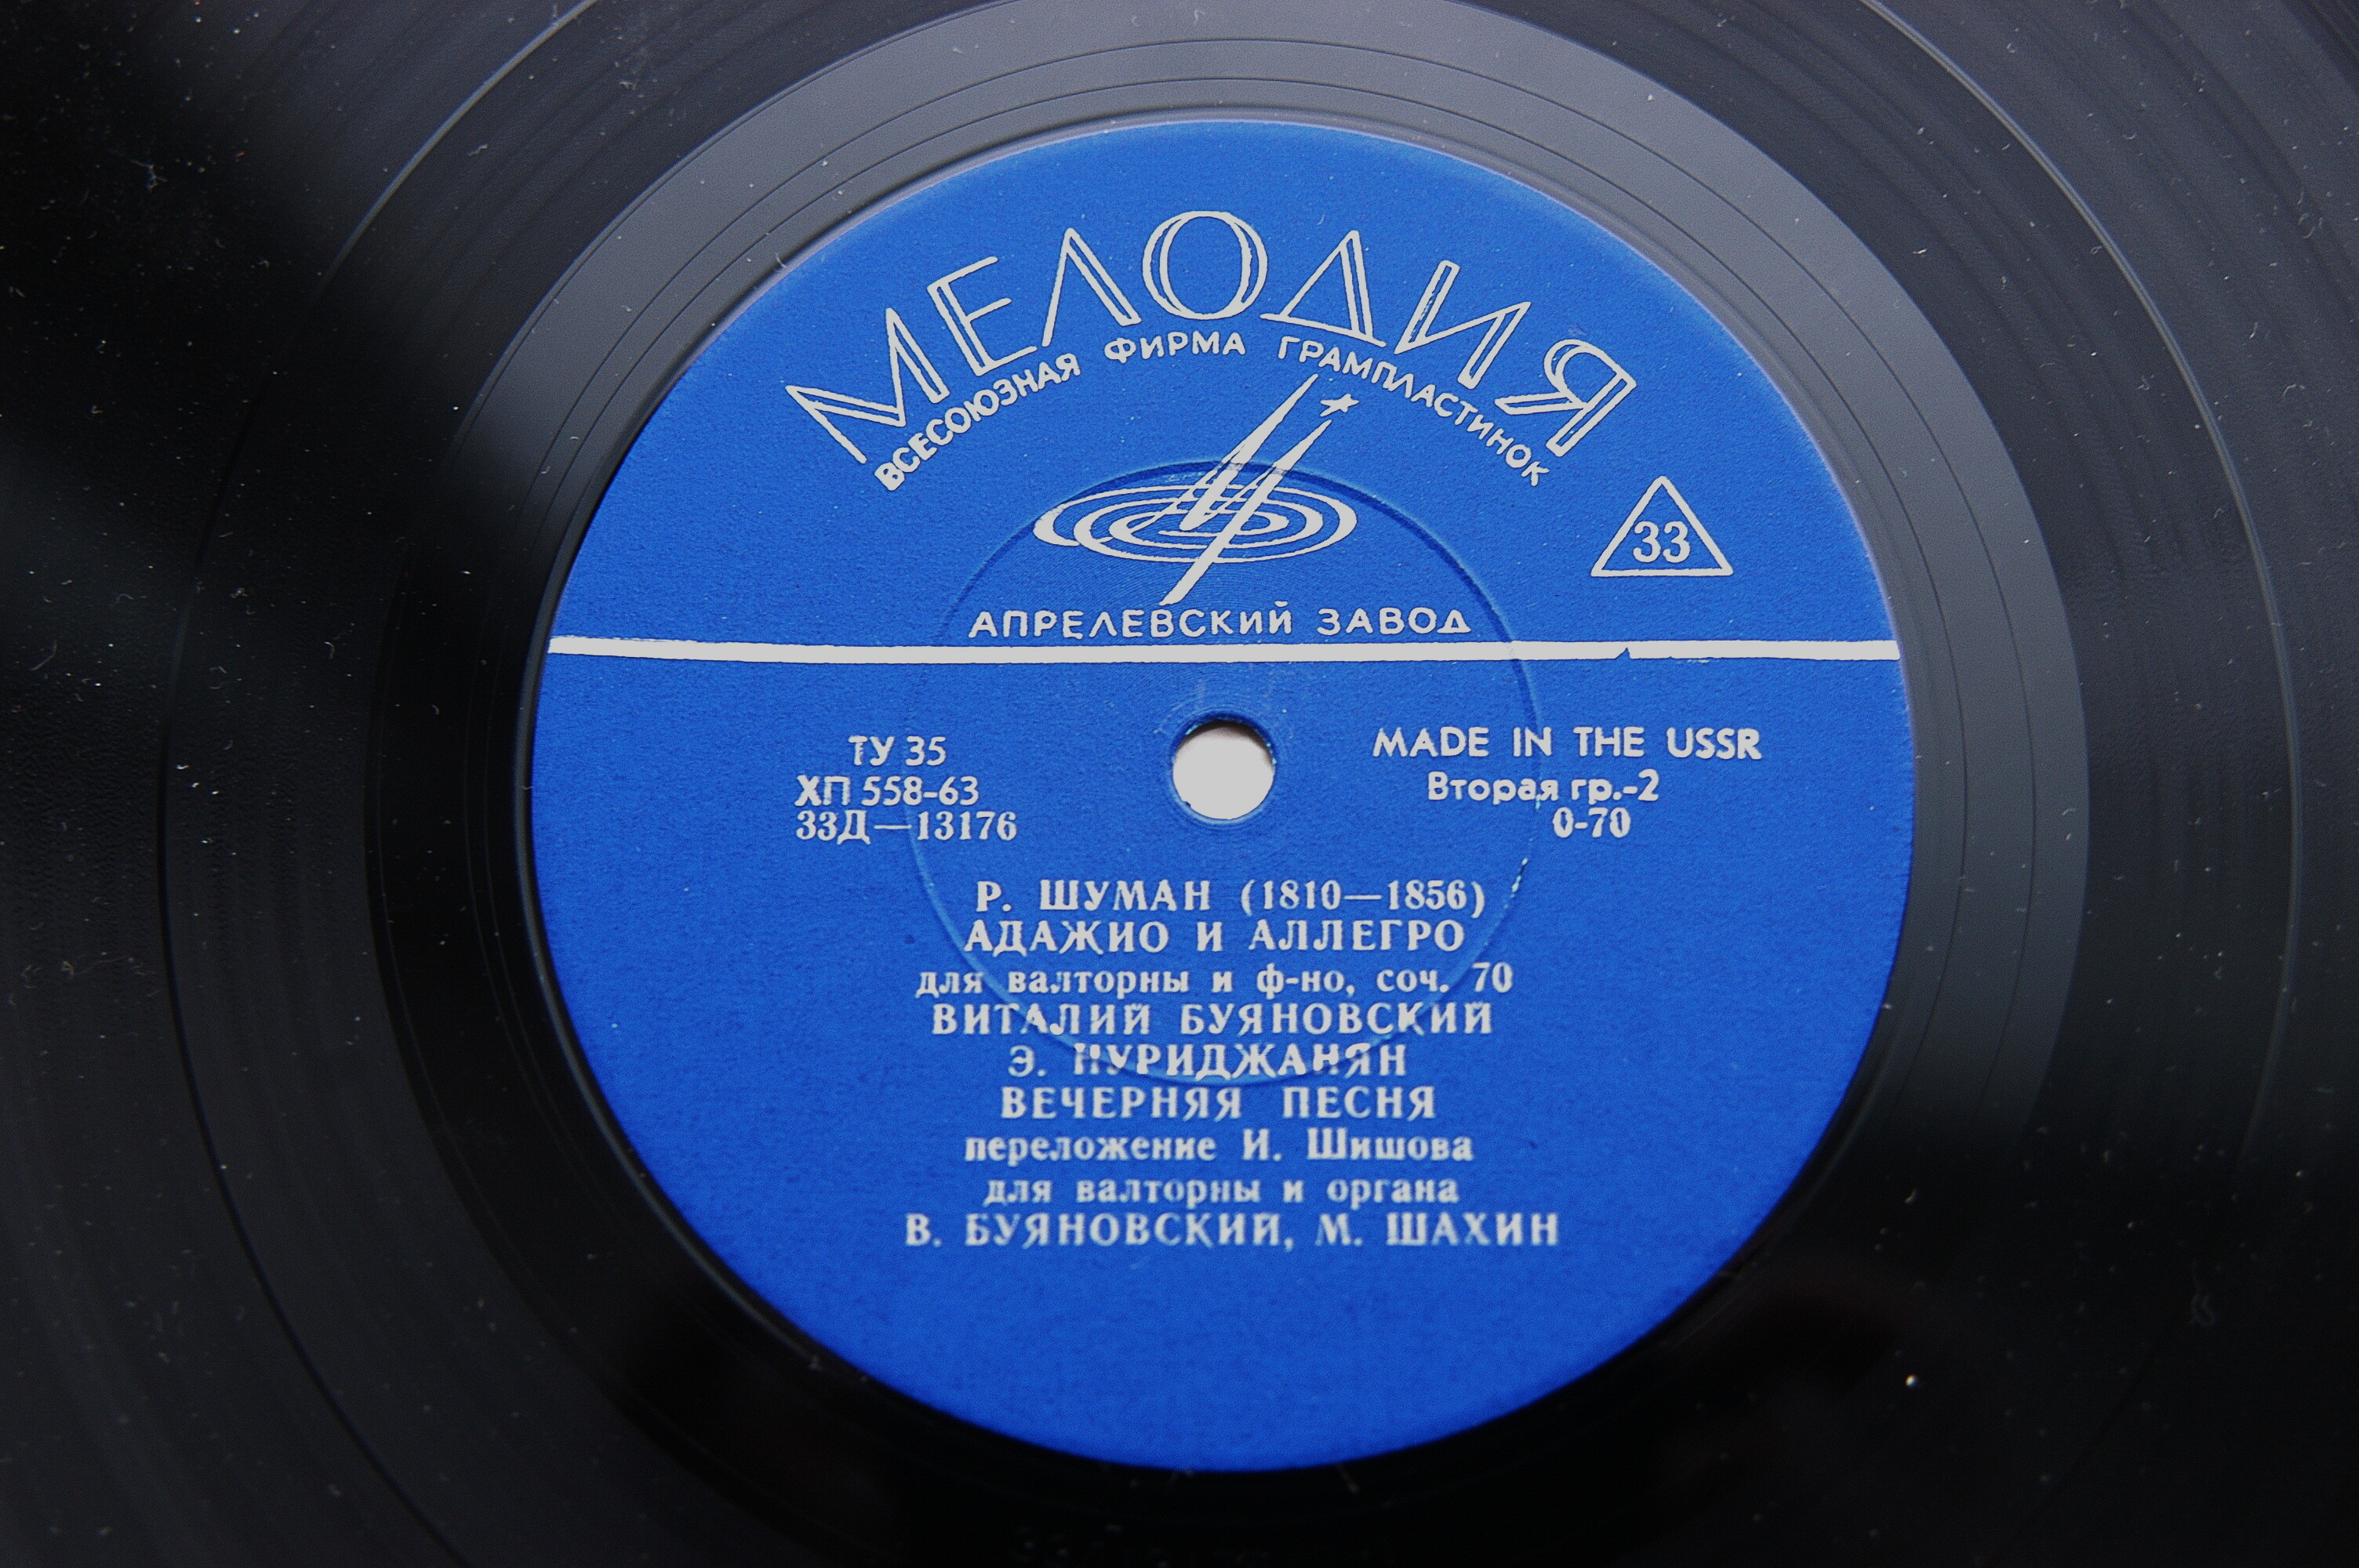 МЕЛОДИЯ
ВСЕСОЮЗНАЯ ФИРМА ГРАМПЛАСТИНОК
33
АПРЕЛЕВСКИЙ ЗАВОД
ТУ 35
ХП 558-63
33Д—13176
MADE IN THE USSR
Вторая гр.-2
0-70
Р. ШУМАН (1810—1856)
АДАЖИО И АЛЛЕГРО
для валторны и ф-но, соч. 70
ВИТАЛИЙ БУЯНОВСКИЙ
Э. НУРИДЖАНЯН
ВЕЧЕРНЯЯ ПЕСНЯ
переложение И. Шишова
для валторны и органа
В. БУЯНОВСКИЙ, М. ШАХИН